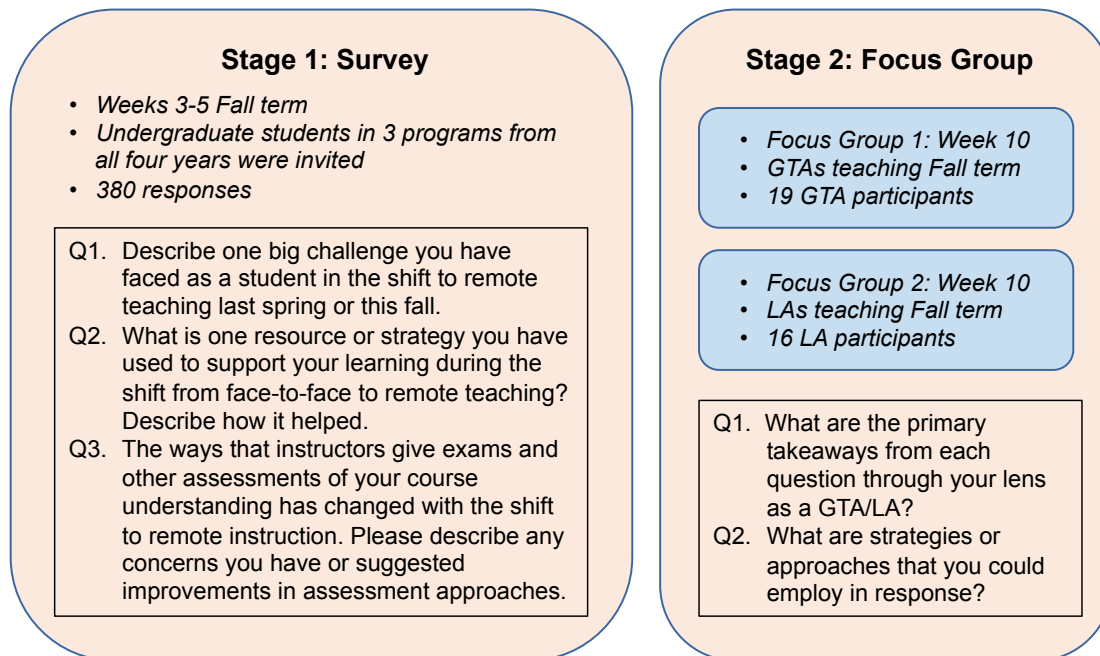 Stage 1: Survey
• Weeks 3-5 Fall term
• Undergraduate students in 3 programs from
all four years were invited
• 380 responses
Q1. Describe one big challenge you have
faced as a student in the shift to remote
teaching last spring or this fall.
Q2. What is one resource or strategy you have
used to support your learning during the
shift from face-to-face to remote teaching?
Describe how it helped.
Q3. The ways that instructors give exams and
other assessments of your course
understanding has changed with the shift
to remote instruction. Please describe any
concerns you have or suggested
improvements in assessment approaches.
Stage 2: Focus Group
• Focus Group 1: Week 10
• GTAs teaching Fall term
• 19 GTA participants
• Focus Group 2: Week 10
• LAs teaching Fall term
• 16 LA participants
Q1. What are the primary
takeaways from each
question through your lens
as a GTA/LA?
Q2. What are strategies or
approaches that you could
employ in response?